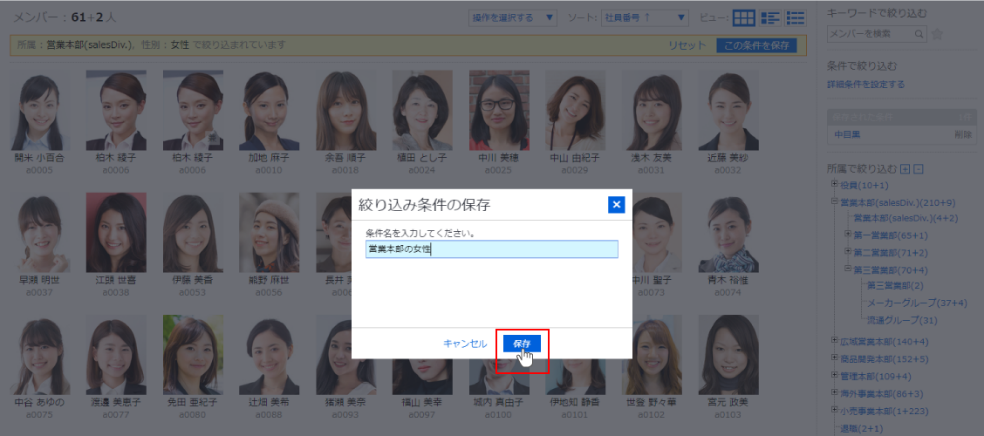 メンバー：61+2人
操作を選択する ▼
ソート：社員番号 ↑ ▼
ビュー：
所属：営業本部(salesDiv.), 性別：女性 で絞り込まれています
リセット
この条件を保存
関米 小百合
柏木 綾子
柏木 綾子
加地 麻子
余吾 順子
植田 とし子
中川 美穂
中山 由紀子
浅木 友美
近藤 美紗
a0005
a0006
a0006
a0010
a0018
a0024
a0025
a0029
a0031
a0032
早瀬 明世
江頭 世喜
伊藤 美香
熊野 麻世
長井
中川 聖子
青木 裕惟
a0037
a0038
a0053
a0056
a0073
a0074
中谷 あゆの
渡邉 美恵子
角田 亜紀子
辻畑 美希
猪瀬 美奈
福山 美幸
城内 真由子
伊地知 静香
世登 野々華
宮元 政美
a0075
a0077
a0080
a0088
a0093
a0097
a0100
a0101
a0102
a0103
絞り込み条件の保存
条件名を入力してください。
営業本部の女性
キャンセル
保存
キーワードで絞り込む
メンバーを検索
条件で絞り込む
詳細条件を設定する
中目黒
削除
所属で絞り込む
役員(10+1)
営業本部(salesDiv.)(210+9)
営業本部(salesDiv.)(4+2)
第一営業部(65+1)
第二営業部(71+2)
第三営業部(70+4)
第三営業部(2)
メーカーグループ(37+4)
流通グループ(31)
広域営業本部(140+4)
商品開発本部(152+5)
管理本部(109+4)
海外事業本部(86+3)
小売事業本部(1+223)
退職(2+1)